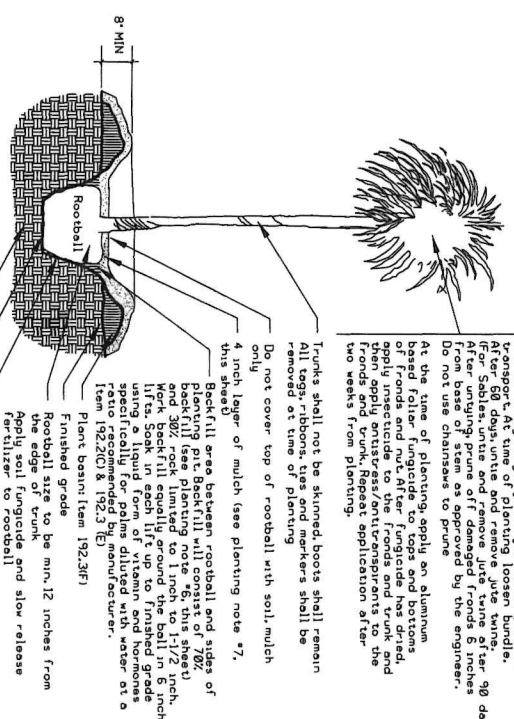 transport. At time of planting loosen bundle.
After 60 days, untie and remove jute twine.
(For Sables, untie and remove jute twine after 90 da
After untying, prune off damaged fronds 6 inches
from base of stem as approved by the engineer.
Do not use chainsaws to prune
At the time of planting, apply an aluminum
based foliar fungicide to tops and bottoms
of fronds and nut. After fungicide has dried,
apply insecticide to the fronds and trunk and
then apply antistress/antitranspirants to the
fronds and trunk. Repeat application after
two weeks from planting.
Trunks shall not be skinned, boots shall remain
All tags, ribbons, ties and markers shall be
removed at time of planting
Do not cover top of rootball with soil, mulch
only
4 inch layer of mulch (see planting note #7,
this sheet)
Backfill area between rootball and sides of
planting pit. Backfill will consist of 70%
backfill (see planting note #6, this sheet)
and 30% rock limited to 1 inch to 1-1/2 inch.
Work backfill equally around the ball in 6 inch
lifts. Soak in each lift up to finished grade
using a liquid form of vitamin and hormones
specifically for palms diluted with water at a
ratio recommended by manufacturer.
Item 192.2(C) & 192.3 (E)
Plant basin: Item 192.3(F)
Finished grade
Rootball size to be min. 12 inches from
the edge of trunk
Apply soil fungicide and slow release
fertilizer to rootball
8" MIN
Rootball